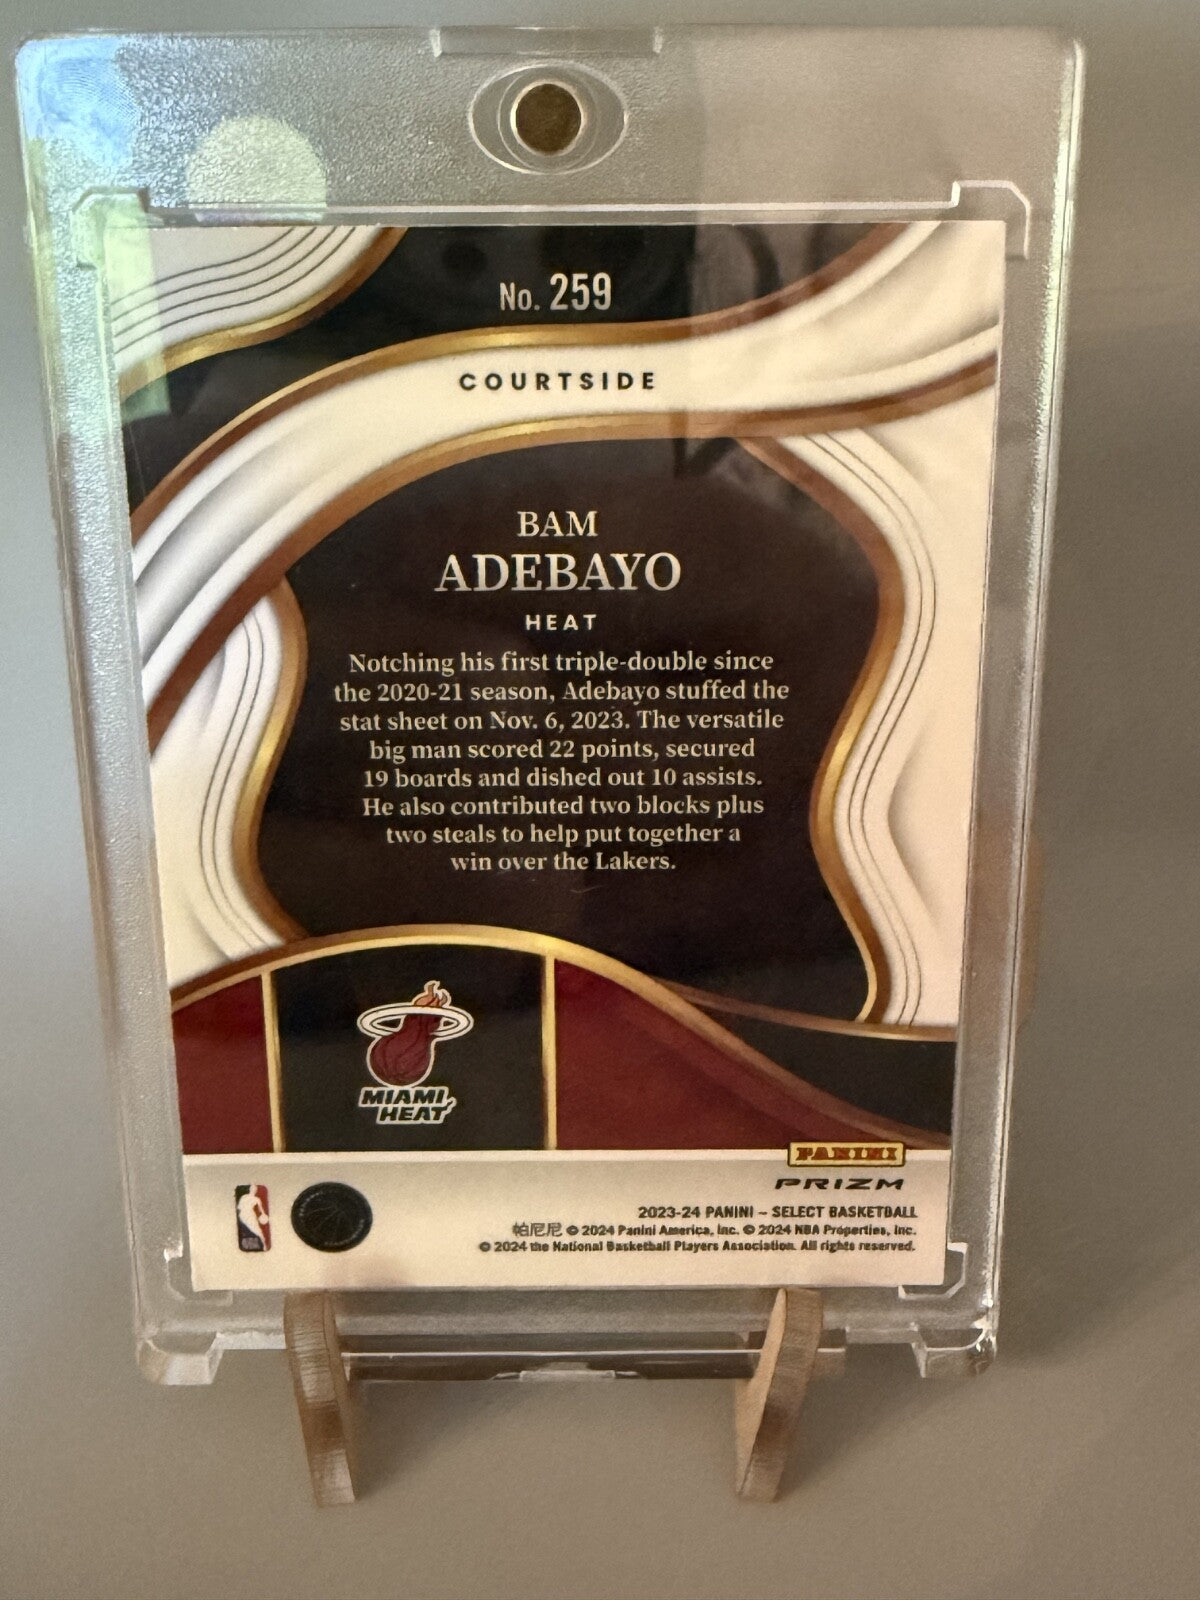 No. 259
COURTSIDE
BAM
ADEBAYO
HEAT
Notching his first triple-double since
the 2020-21 season, Adebayo stuffed the
stat sheet on Nov. 6, 2023. The versatile
big man scored 22 points, secured
19 boards and dished out 10 assists.
He also contributed two blocks plus
two steals to help put together a
win over the Lakers.
MIAMI
HEAT
PANINI
PRIZM
2023-24 PANINI – SELECT BASKETBALL
帕尼尼 © 2024 Panini America, Inc. © 2024 NBA Properties, Inc.
© 2024 the National Basketball Players Association. All rights reserved.